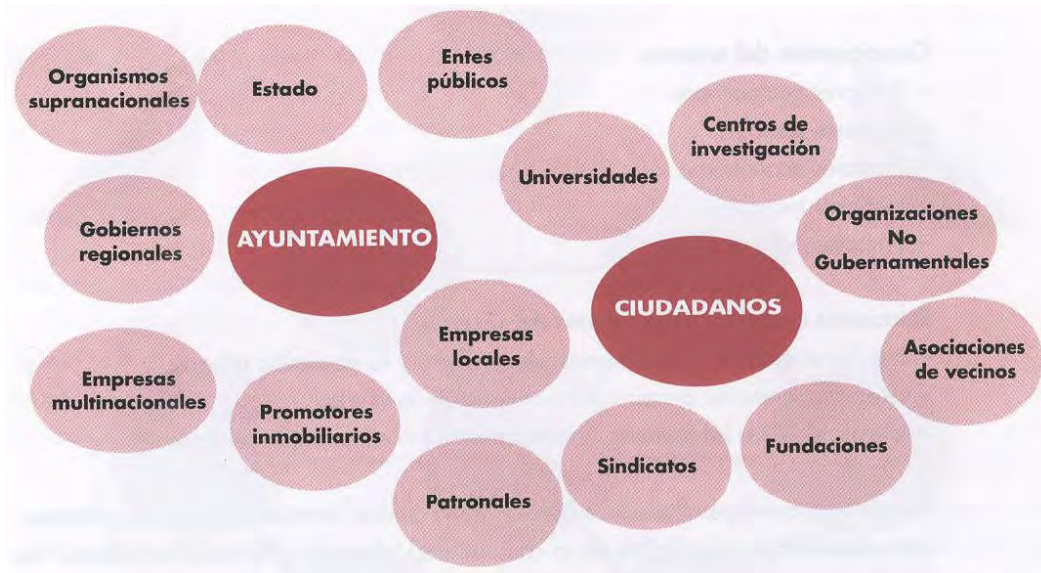 Organismos
supranacionales
Estado
Entes
públicos
Universidades
Centros de
investigación
Gobiernos
regionales
AYUNTAMIENTO
Organizaciones
No
Gubernamentales
CIUDADANOS
Empresas
locales
Asociaciones
de vecinos
Empresas
multinacionales
Promotores
inmobiliarios
Patronales
Sindicatos
Fundaciones